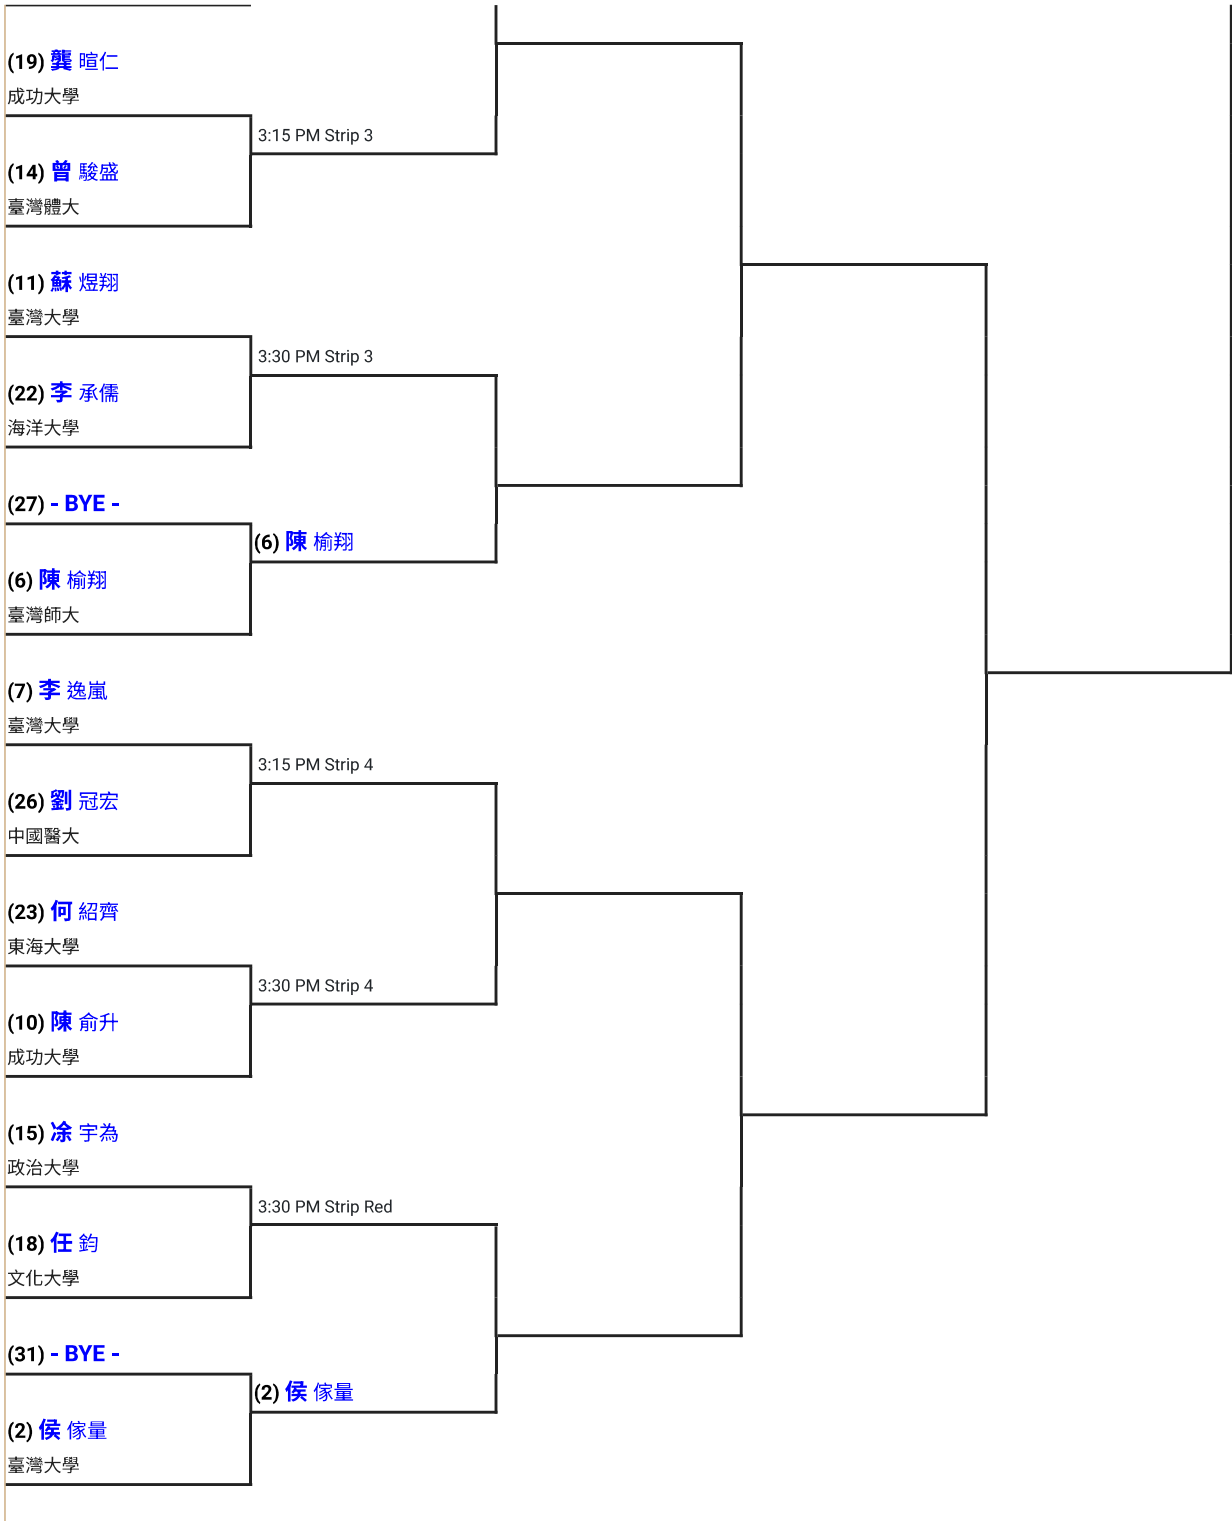 (19) 龔 暄仁
成功大學
3:15 PM Strip 3
(14) 曾 駿盛
臺灣體大
(11) 蘇 煜翔
臺灣大學
3:30 PM Strip 3
(22) 李 承儒
海洋大學
(27) - BYE -
(6) 陳 榆翔
(6) 陳 榆翔
臺灣師大
(7) 李 逸嵐
臺灣大學
3:15 PM Strip 4
(26) 劉 冠宏
中國醫大
(23) 何 紹齊
東海大學
3:30 PM Strip 4
(10) 陳 俞升
成功大學
(15) 凃 宇為
政治大學
3:30 PM Strip Red
(18) 任 鈞
文化大學
(31) - BYE -
(2) 侯 傢量
(2) 侯 傢量
臺灣大學